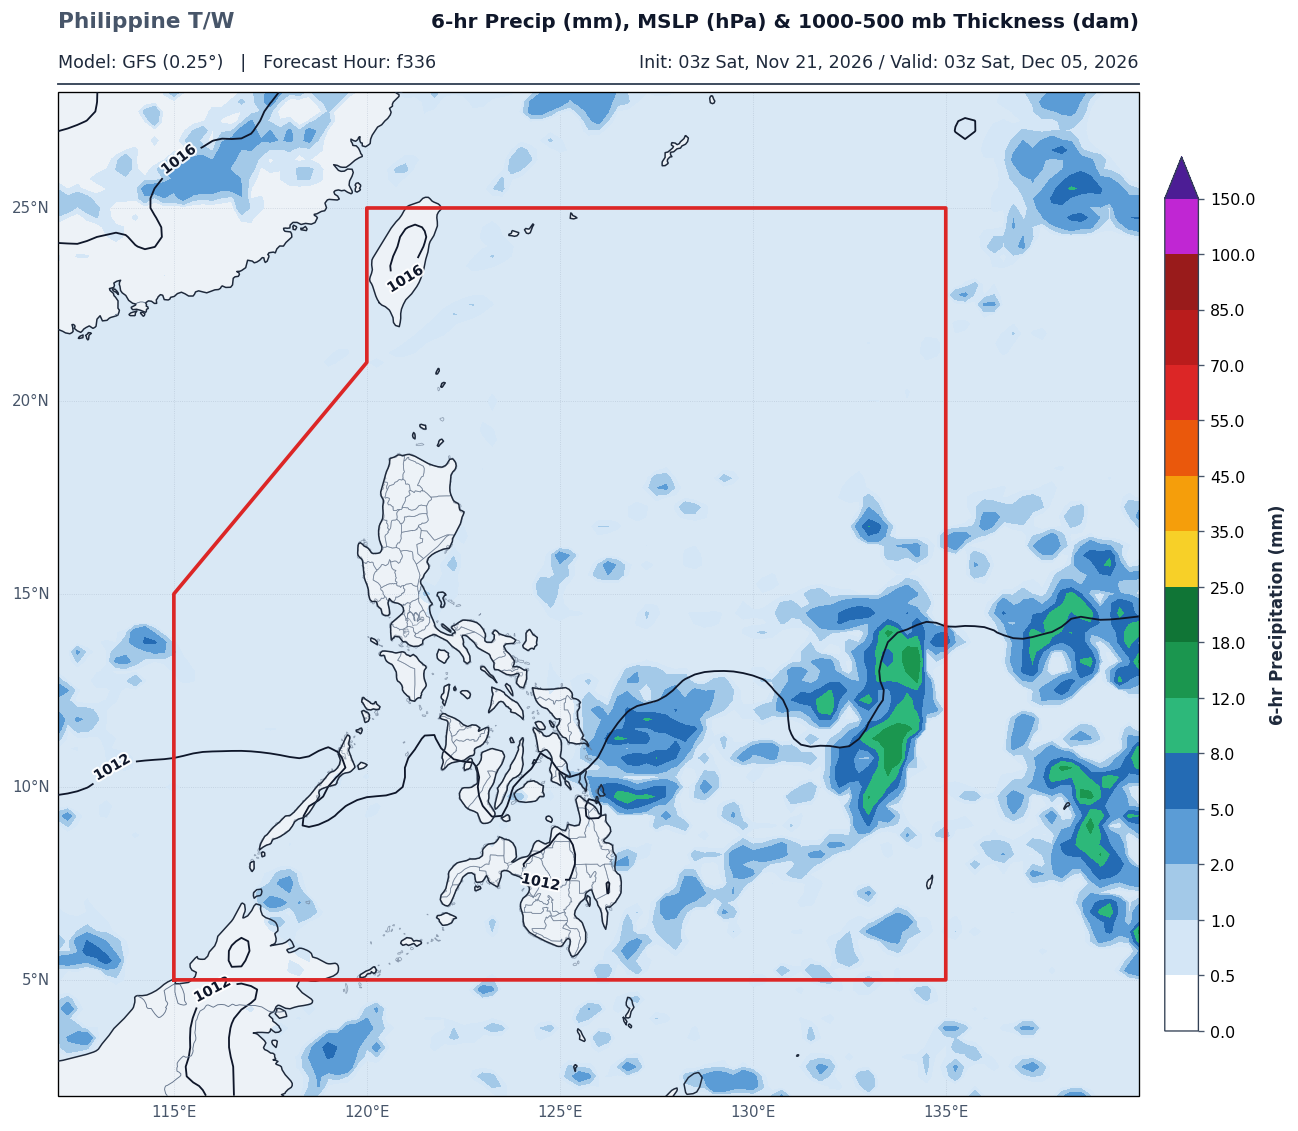 Philippine T/W
6-hr Precip (mm), MSLP (hPa) & 1000-500 mb Thickness (dam)
Model: GFS (0.25°) | Forecast Hour: f336
Init: 03z Sat, Nov 21, 2026 / Valid: 03z Sat, Dec 05, 2026
1016
1016
1012
1012
1012
25°N
20°N
15°N
10°N
5°N
115°E
120°E
125°E
130°E
135°E
150.0
100.0
85.0
70.0
55.0
45.0
35.0
25.0
18.0
12.0
8.0
5.0
2.0
1.0
0.5
0.0
6-hr Precipitation (mm)